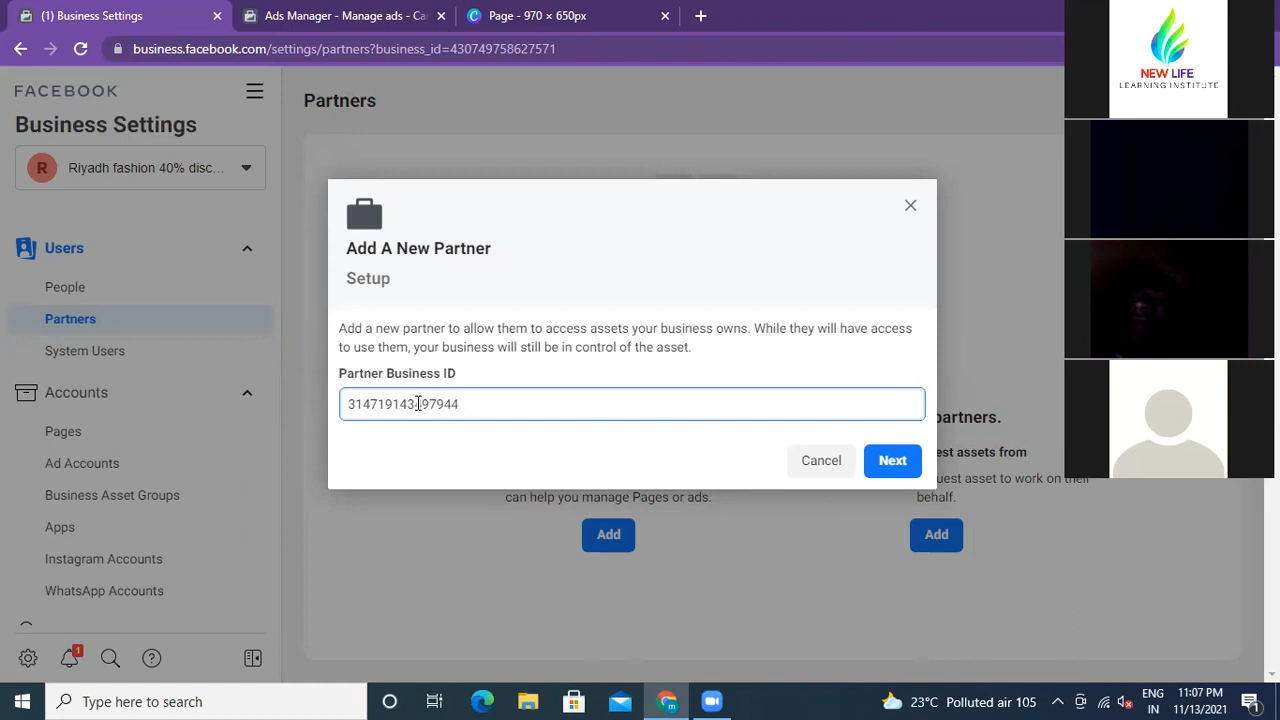 (1) Business Settings
Ads Manager - Manage ads - Ca
Page - 970 × 650px
business.facebook.com/settings/partners?business_id=430749758627571
FACEBOOK
Business Settings
R
Riyadh fashion 40% disc...
Users
People
Partners
System Users
Accounts
Pages
Ad Accounts
Business Asset Groups
Apps
Instagram Accounts
WhatsApp Accounts
1
Partners
Add A New Partner
Setup
Add a new partner to allow them to access assets your business owns. While they will have access
to use them, your business will still be in control of the asset.
Partner Business ID
Cancel
Next
partners.
est assets from
quest asset to work on their
can help you manage Pages or ads.
behalf.
Add
Add
NEW LIFE
LEARNING INSTITUTE
Type here to search
23°C Polluted air 105
ENG
IN
11:07 PM
11/13/2021
1